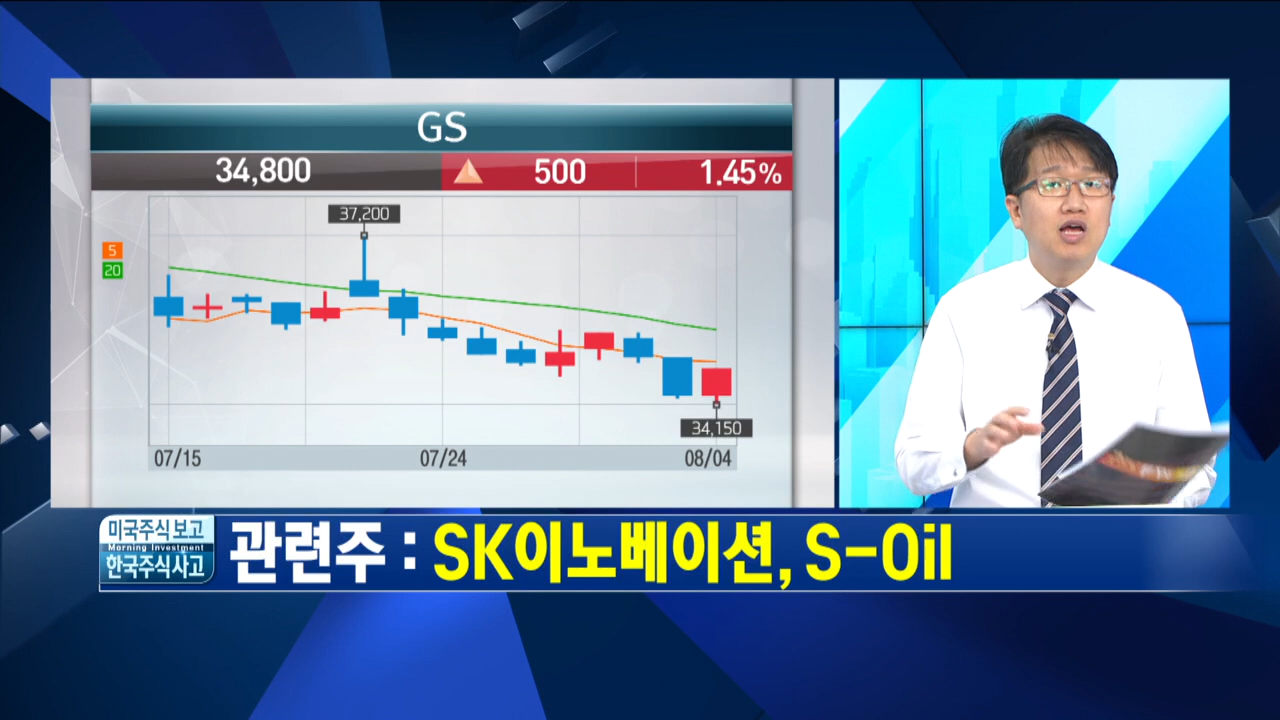 GS
34,800 ▲ 500 1.45%
37,200
5
20
34,150
07/15 07/24 08/04
미국주식 보고
Morning Investment
한국주식 사고
관련주 : SK이노베이션, S-Oil